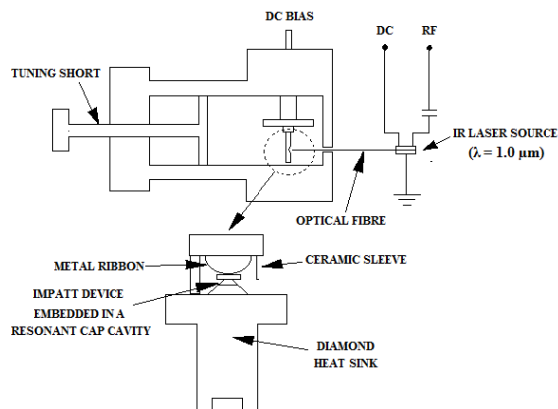 DC BIAS
DC
RF
TUNING SHORT
IR LASER SOURCE
(λ = 1.0 µm)
OPTICAL FIBRE
METAL RIBBON
CERAMIC SLEEVE
IMPATT DEVICE
EMBEDDED IN A
RESONANT CAP CAVITY
DIAMOND
HEAT SINK